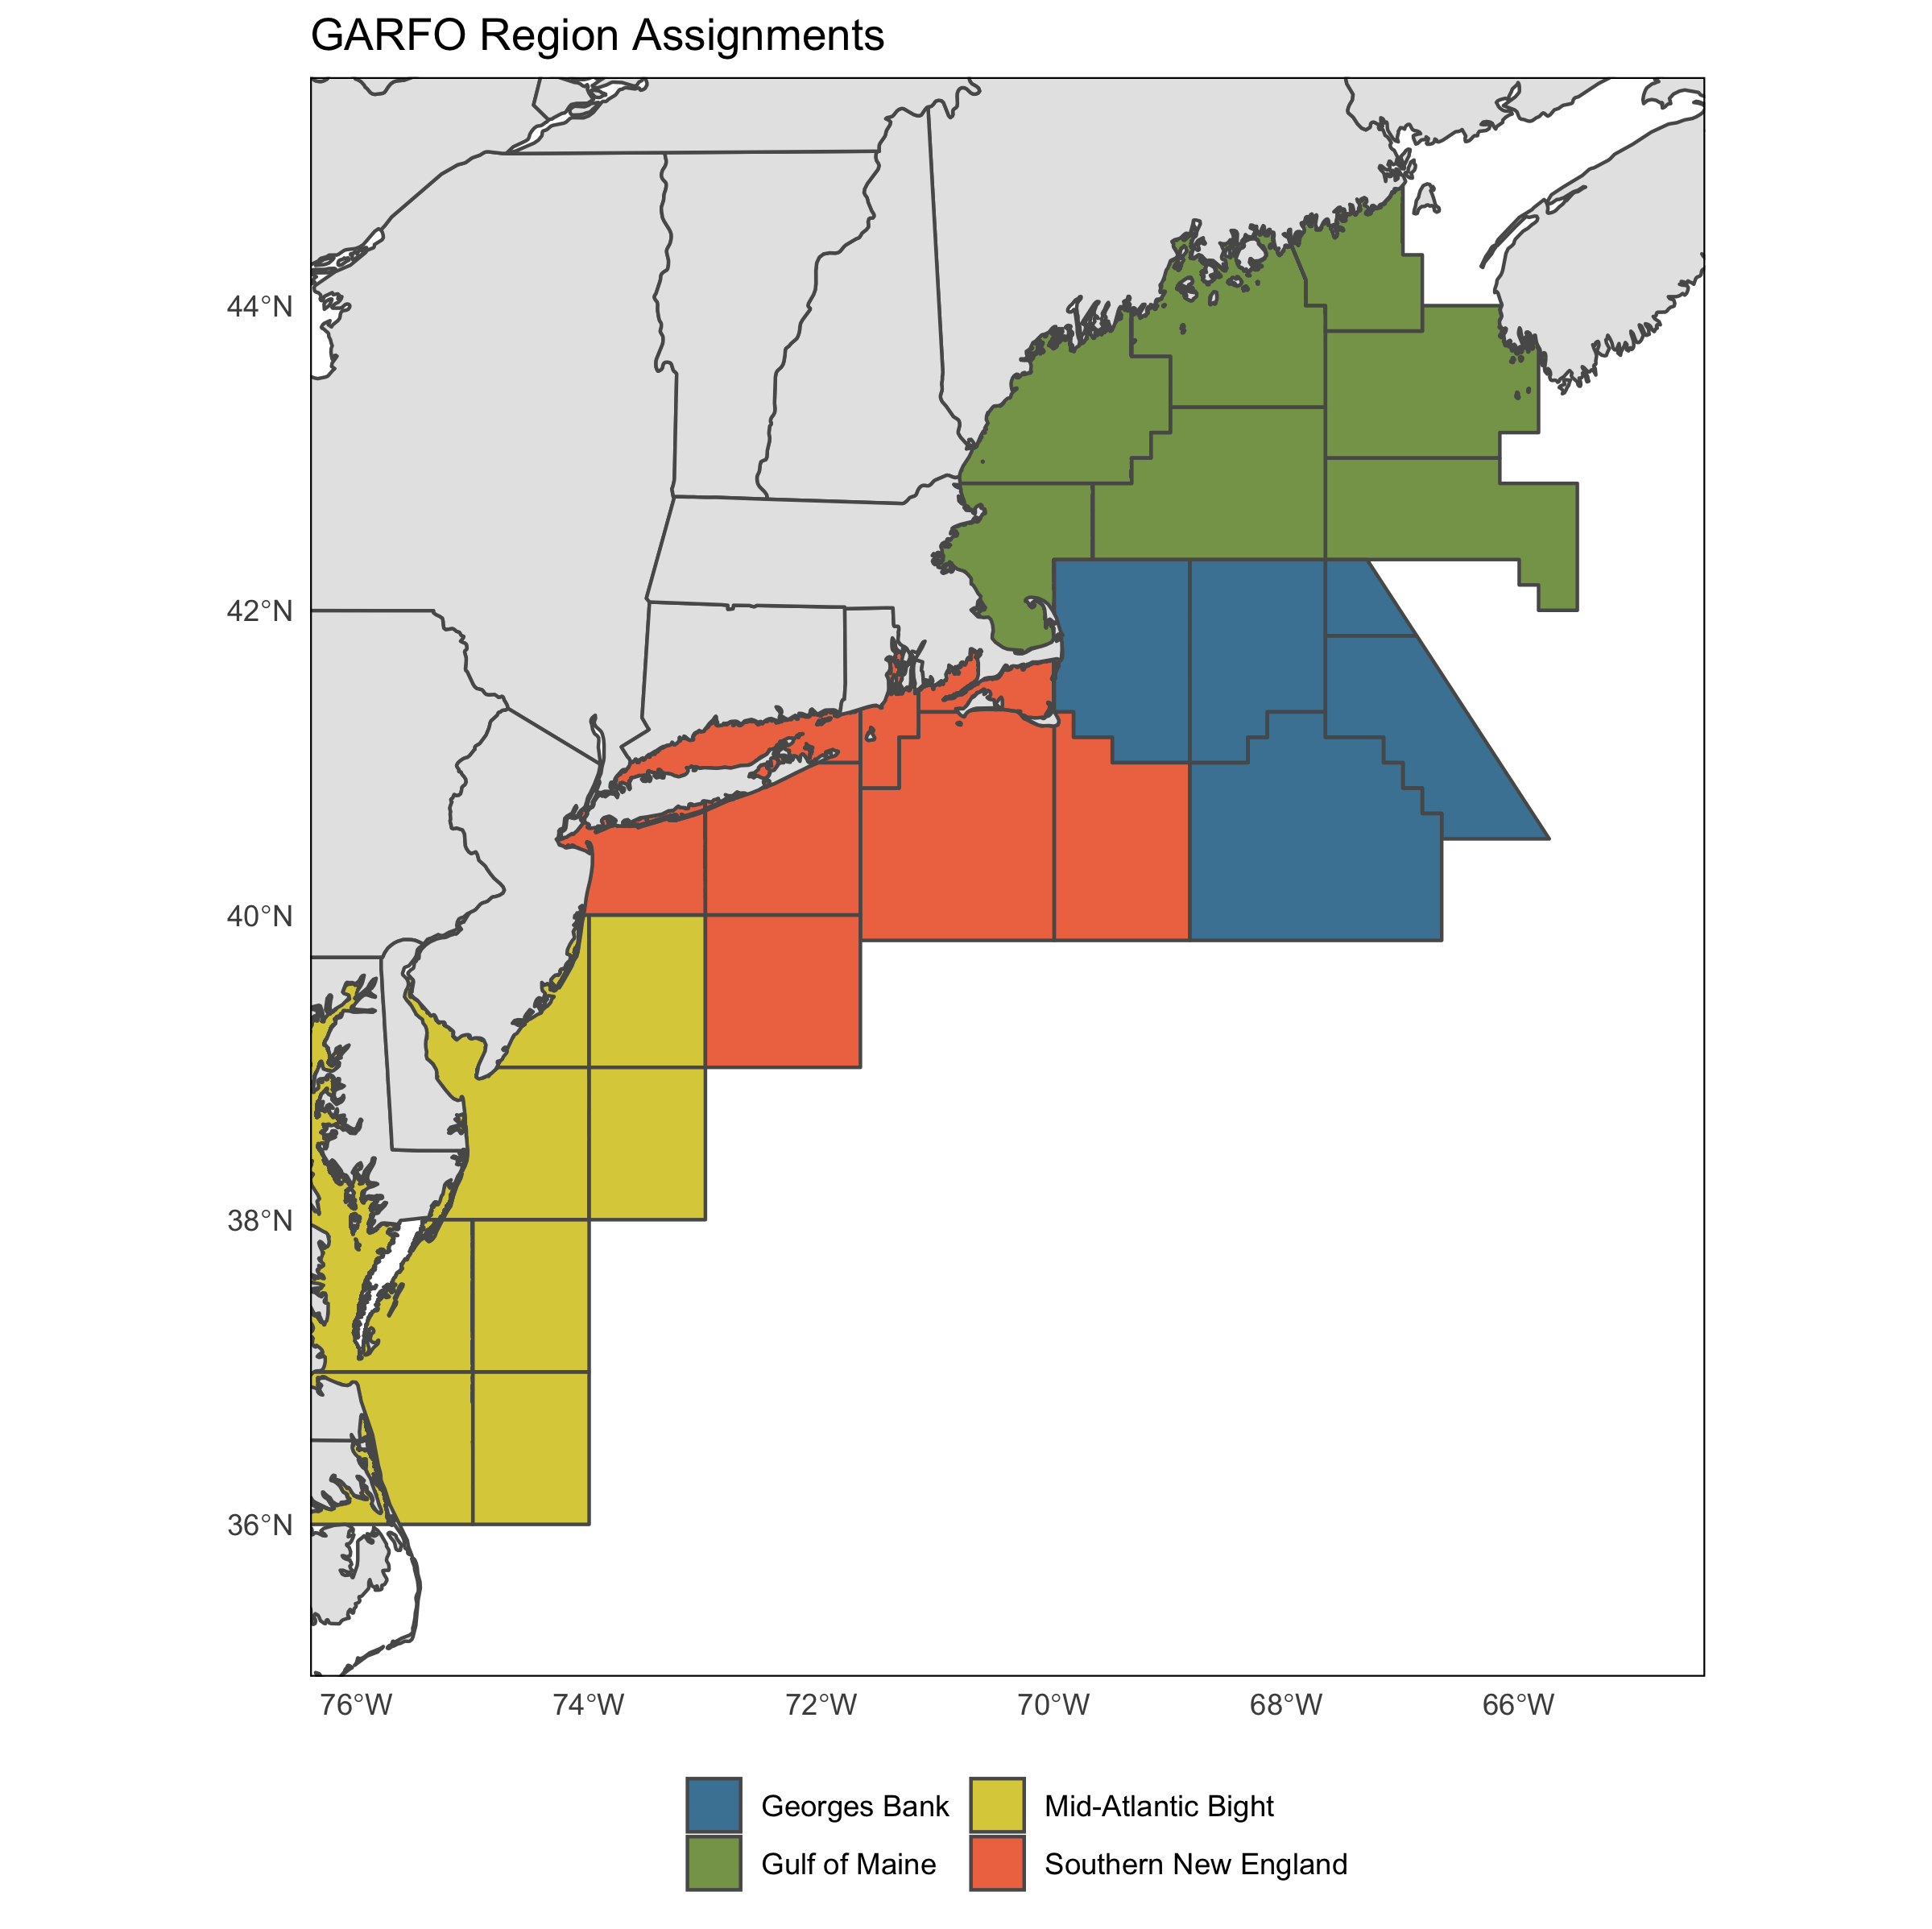 GARFO Region Assignments
44°N
42°N
40°N
38°N
36°N
76°W 74°W 72°W 70°W 68°W 66°W
Georges Bank Mid-Atlantic Bight
Gulf of Maine Southern New England